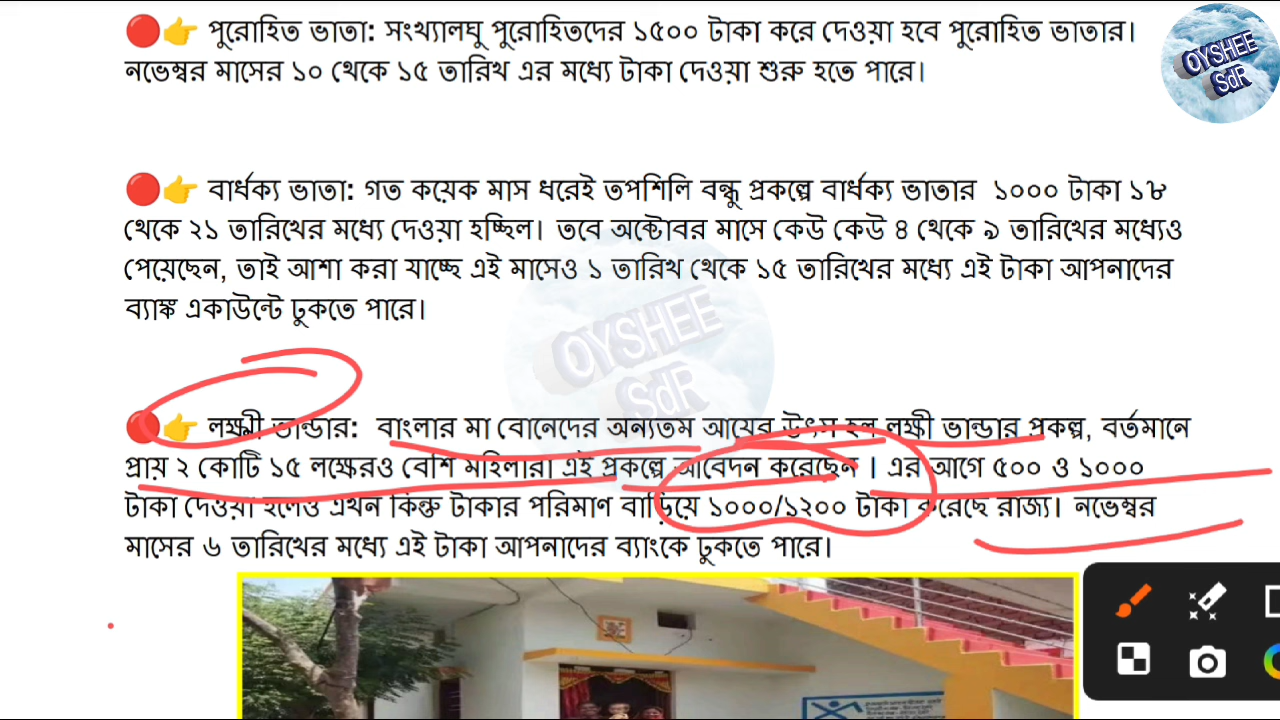 🔴👉 পুরোহিত ভাতা: সংখ্যালঘু পুরোহিতদের ১৫০০ টাকা করে দেওয়া হবে পুরোহিত ভাতার।
নভেম্বর মাসের ১০ থেকে ১৫ তারিখ এর মধ্যে টাকা দেওয়া শুরু হতে পারে।
OYSHEE
SdR
🔴👉 বার্ধক্য ভাতা: গত কয়েক মাস ধরেই তপশিলি বন্ধু প্রকল্পে বার্ধক্য ভাতার ১০০০ টাকা ১৮
থেকে ২১ তারিখের মধ্যে দেওয়া হচ্ছিল। তবে অক্টোবর মাসে কেউ কেউ ৪ থেকে ৯ তারিখের মধ্যেও
পেয়েছেন, তাই আশা করা যাচ্ছে এই মাসেও ১ তারিখ থেকে ১৫ তারিখের মধ্যে এই টাকা আপনাদের
ব্যাঙ্ক একাউন্টে ঢুকতে পারে।
OYSHEE
SdR
🔴👉 লক্ষ্মী ভান্ডার: বাংলার মা বোনেদের অন্যতম আয়ের উৎস হল লক্ষী ভান্ডার প্রকল্প, বর্তমানে
প্রায় ২ কোটি ১৫ লক্ষেরও বেশি মহিলারা এই প্রকল্পে আবেদন করেছেন। এর আগে ৫০০ ও ১০০০
টাকা দেওয়া হলেও এখন কিন্তু টাকার পরিমাণ বাড়িয়ে ১০০০/১২০০ টাকা করেছে রাজ্য। নভেম্বর
মাসের ৬ তারিখের মধ্যে এই টাকা আপনাদের ব্যাংকে ঢুকতে পারে।